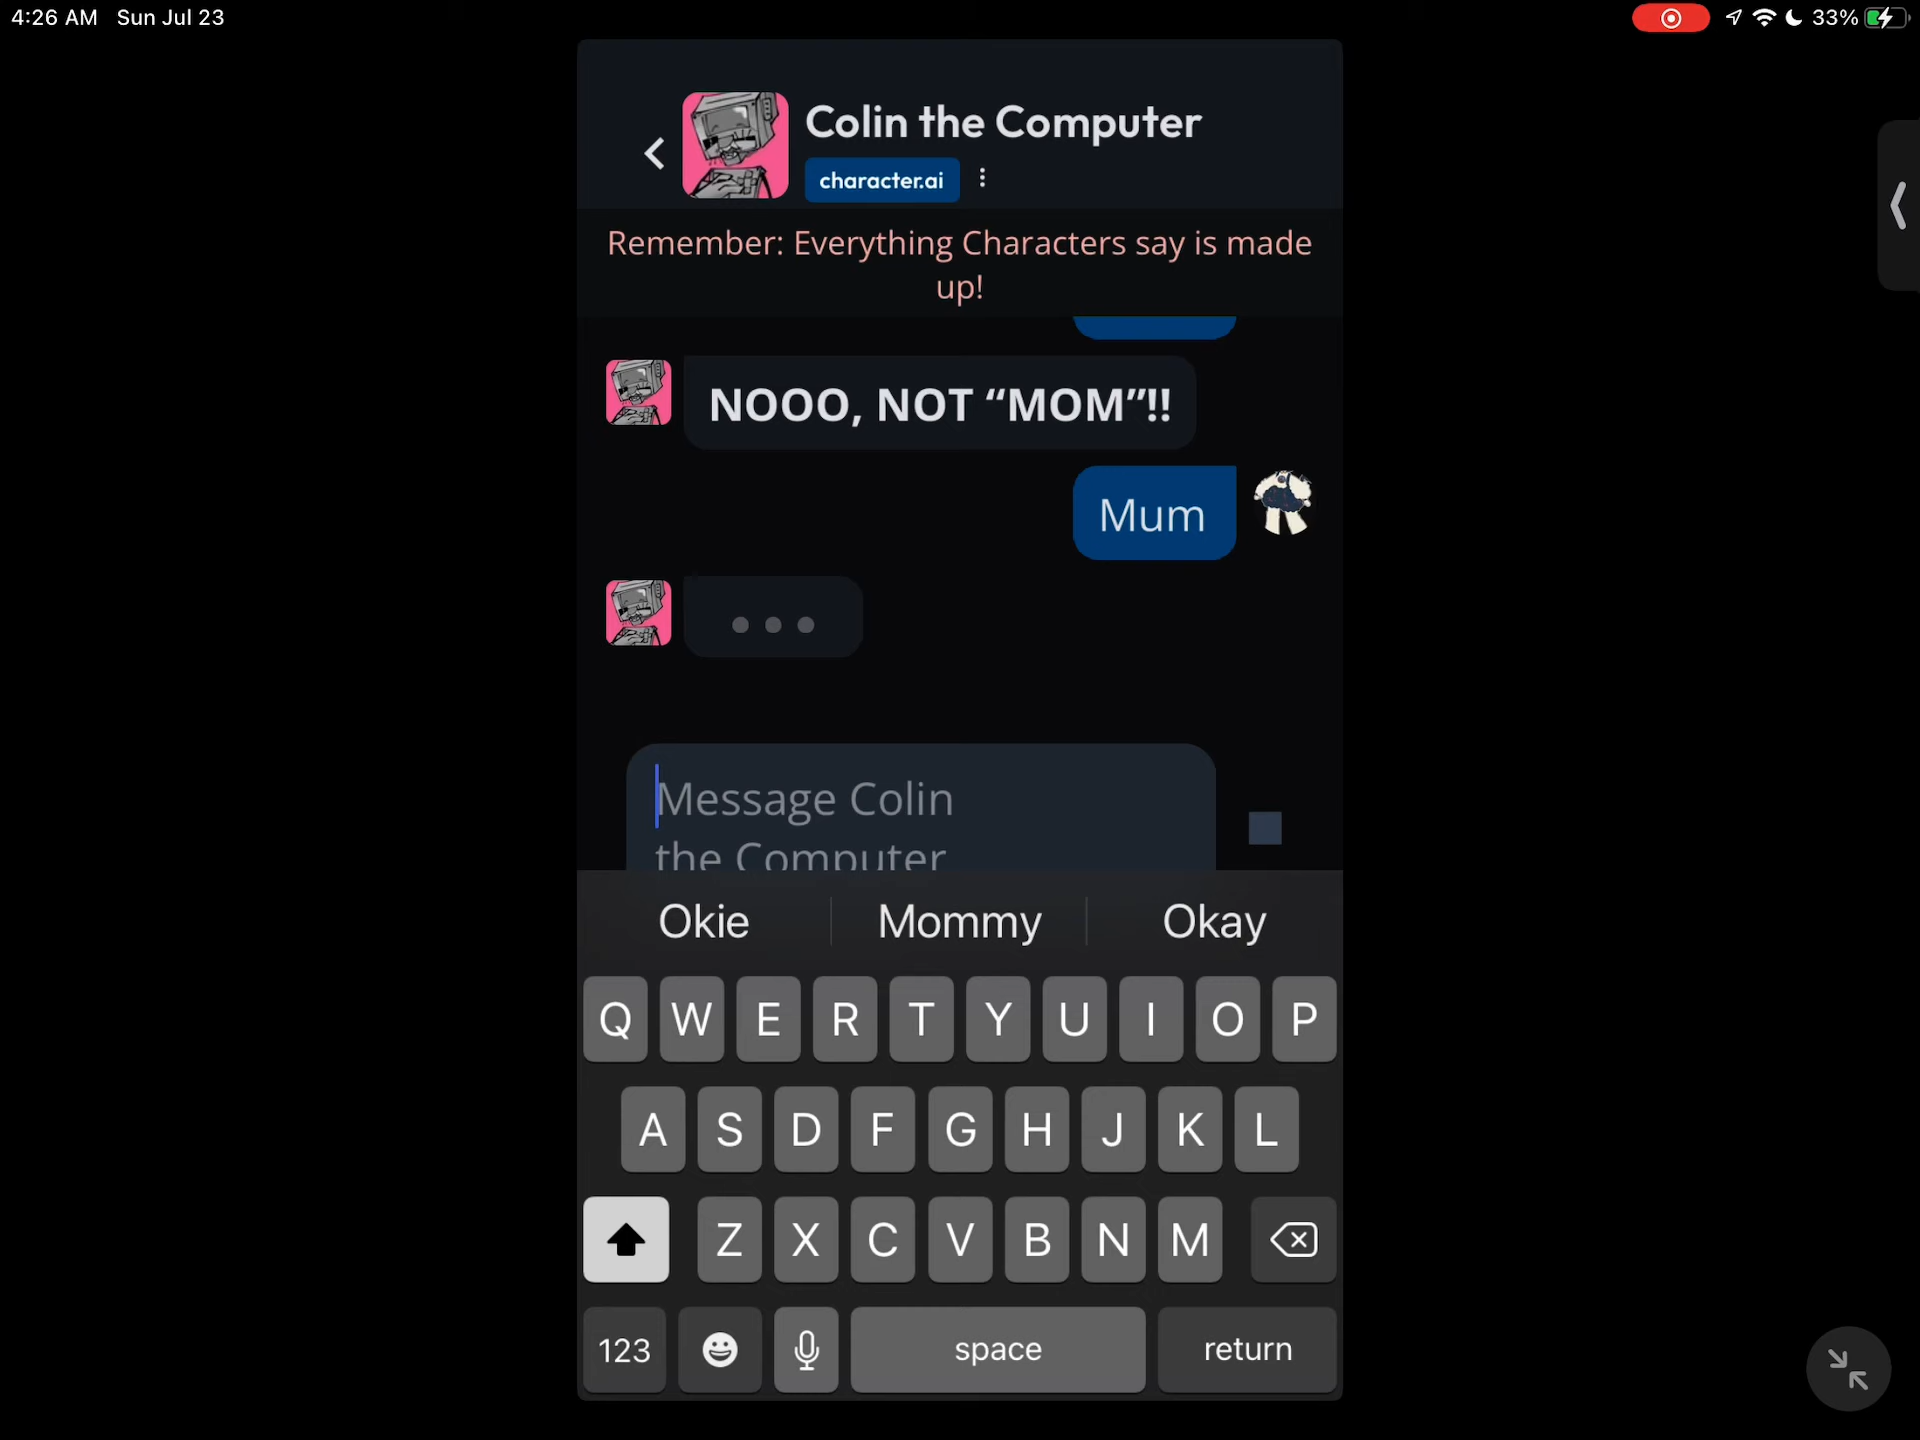 4:26 AM Sun Jul 23
33%
Colin the Computer
character.ai
Remember: Everything Characters say is made
up!
NOOO, NOT “MOM”!!
Mum
Message Colin
the Computer
Okie Mommy Okay
Q W E R T Y U I O P
A S D F G H J K L
Z X C V B N M
123 space return